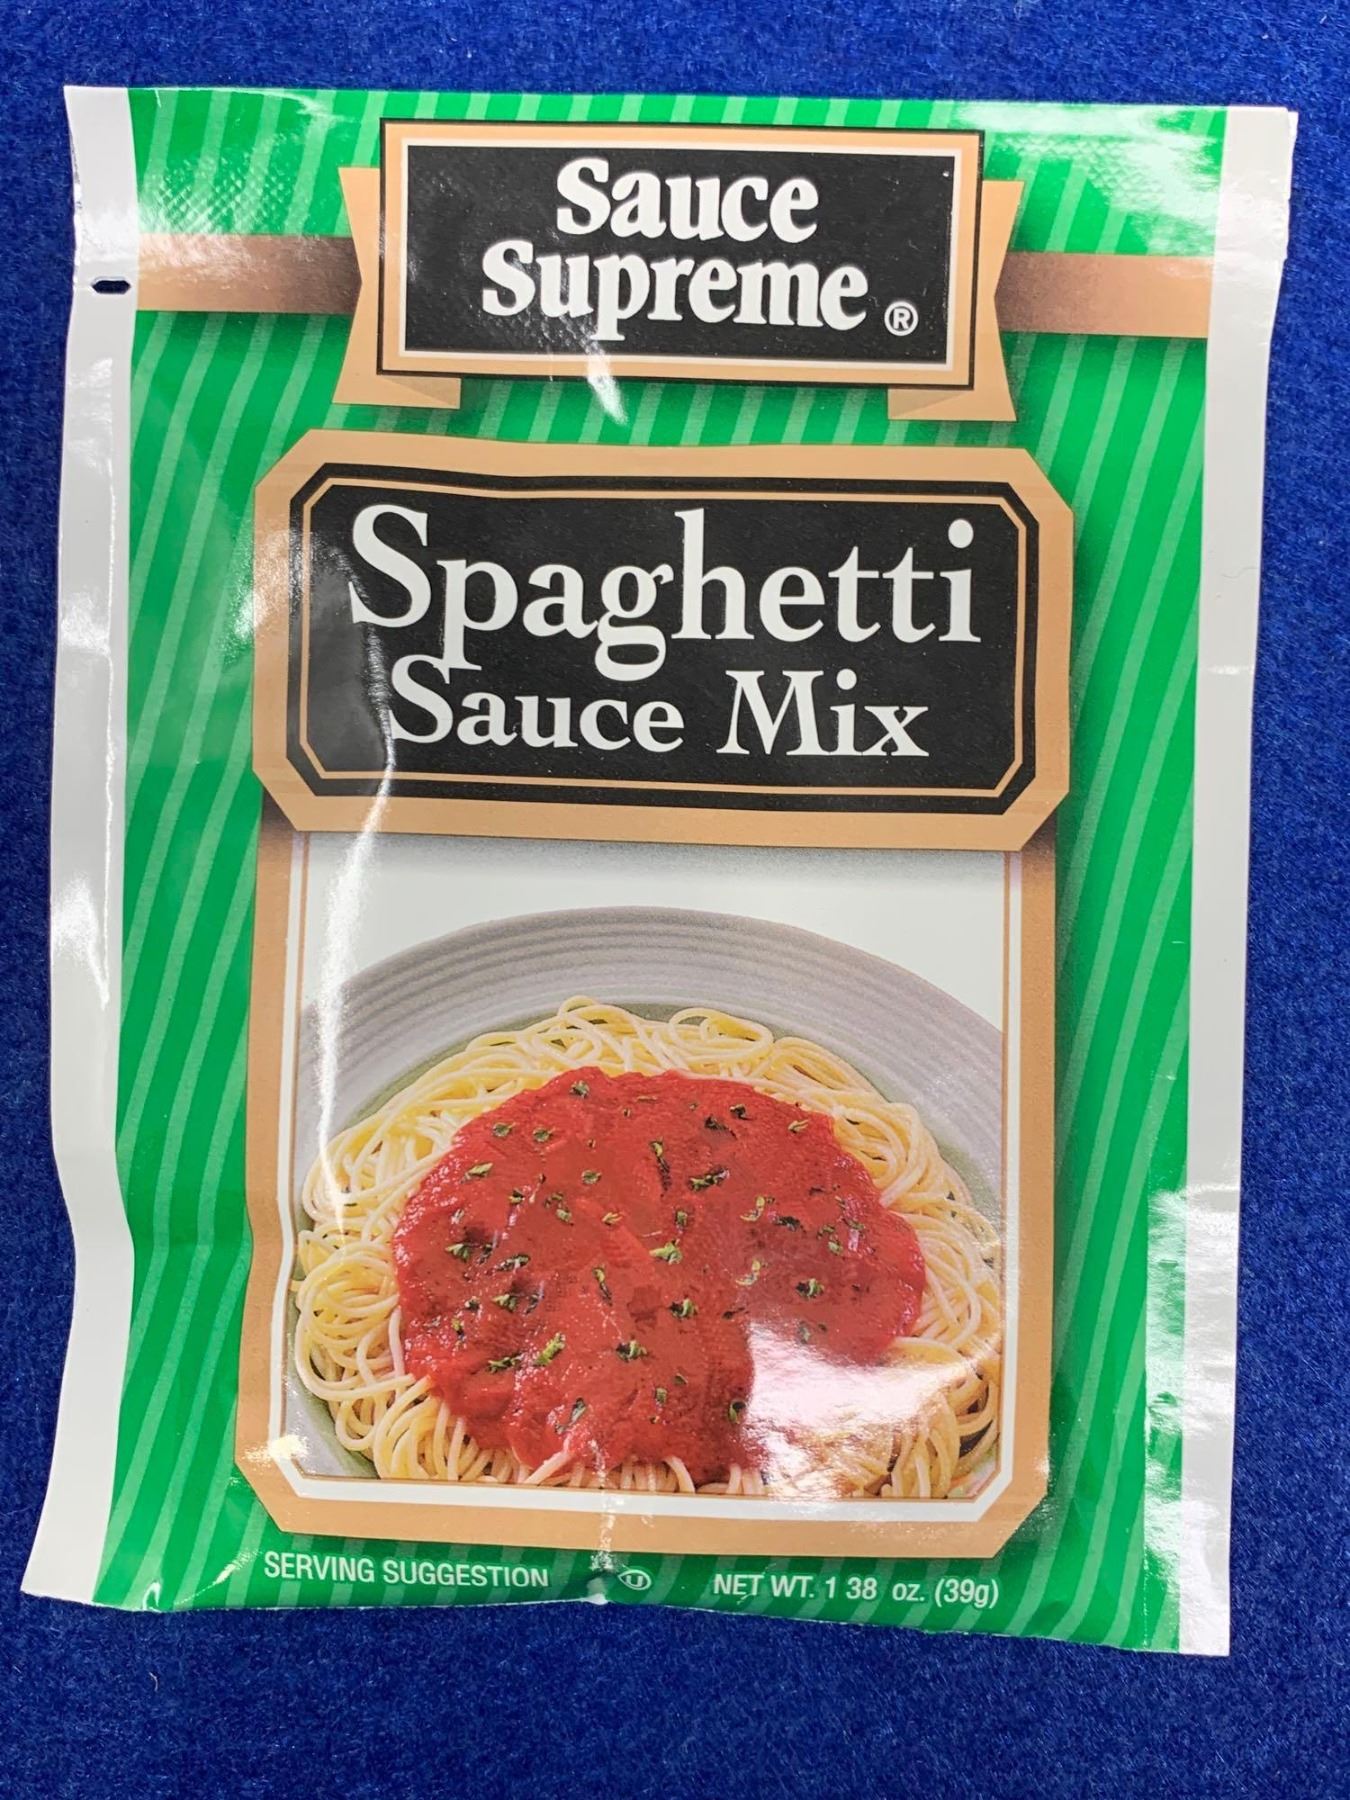 Sauce
Supreme®
Spaghetti
Sauce Mix
SERVING SUGGESTION U NET WT. 1 38 oz. (39g)